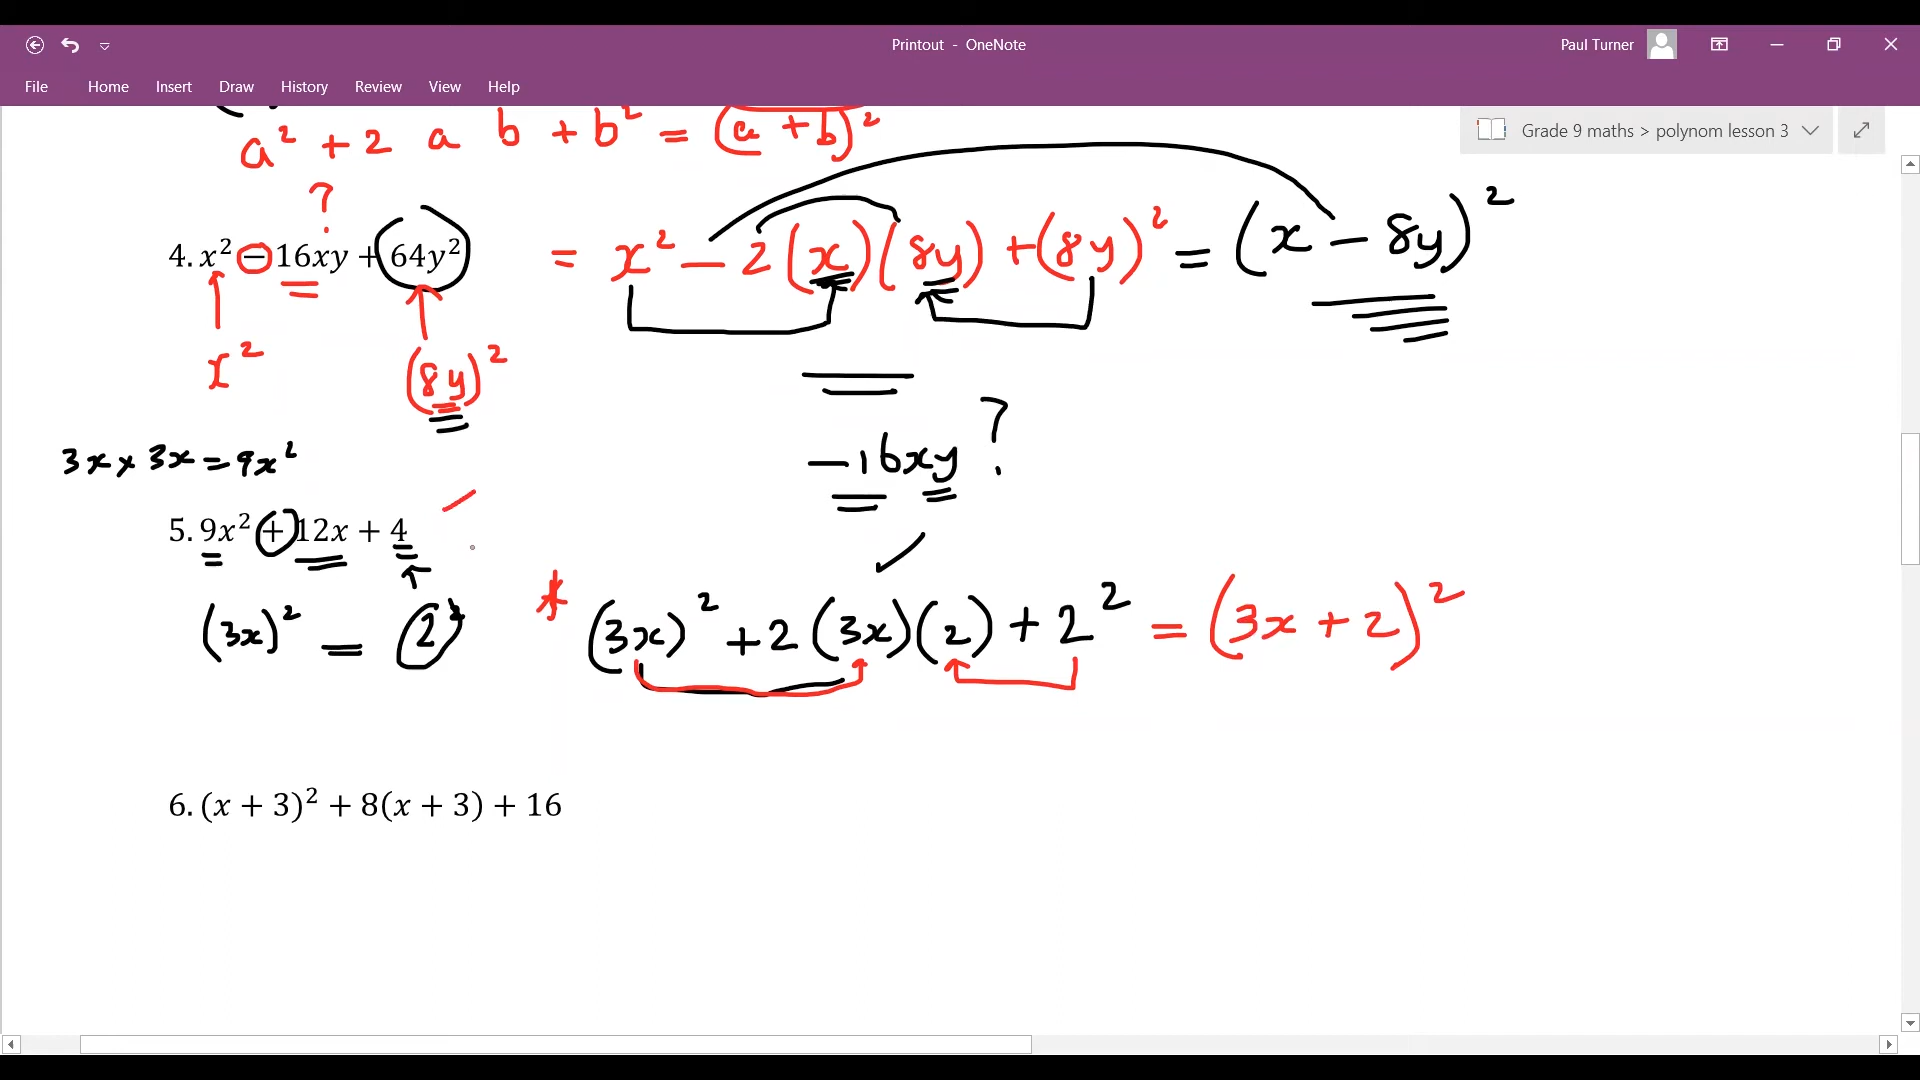 Printout - OneNote
Paul Turner
File Home Insert Draw History Review View Help
Grade 9 maths > polynom lesson 3
a² + 2 a b + b² = (a + b)²
?
4. x² − 16xy + 64y² = x² − 2(x)(8y) + (8y)² = (x − 8y)²
x² (8y)²
−16xy ?
3x × 3x = 9x²
5. 9x² + 12x + 4
(3x)² = 2² * (3x)² + 2(3x)(2) + 2² = (3x + 2)²
6. (x + 3)² + 8(x + 3) + 16